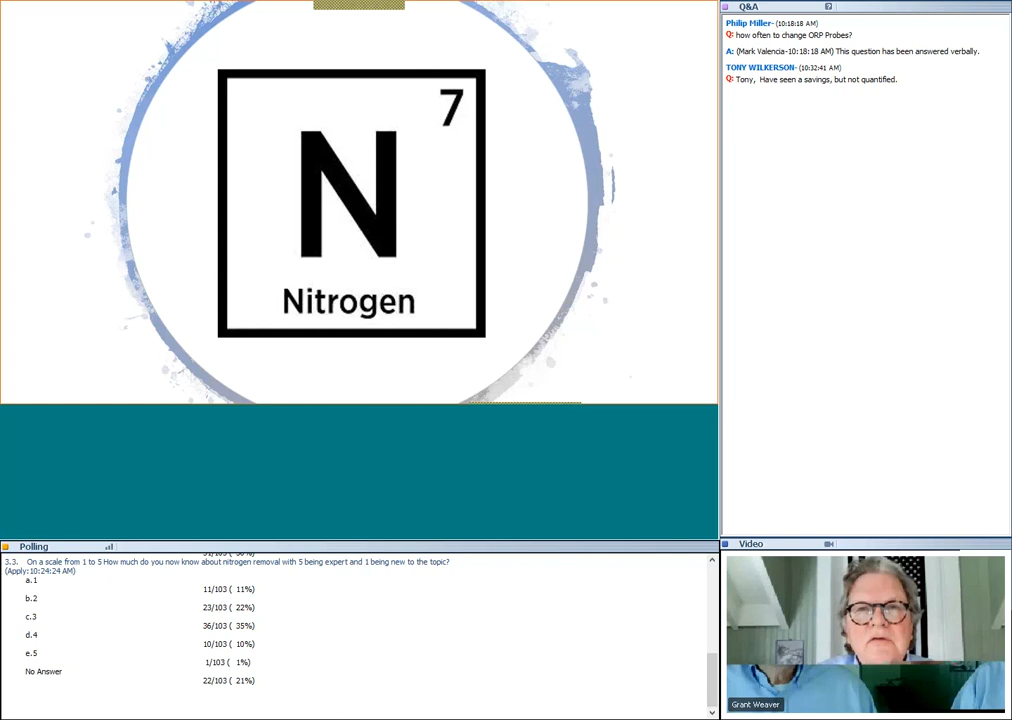 7
N
Nitrogen
Q&A
Philip Miller- (10:18:18 AM)
Q: how often to change ORP Probes?
A: (Mark Valencia-10:18:18 AM) This question has been answered verbally.
TONY WILKERSON- (10:32:41 AM)
Q: Tony, Have seen a savings, but not quantified.
Polling
3.3. On a scale from 1 to 5 How much do you now know about nitrogen removal with 5 being expert and 1 being new to the topic?
(Apply:10:24:24 AM)
a.1
11/103 ( 11%)
b.2
23/103 ( 22%)
c.3
36/103 ( 35%)
d.4
10/103 ( 10%)
e.5
1/103 ( 1%)
No Answer
22/103 ( 21%)
Video
Grant Weaver